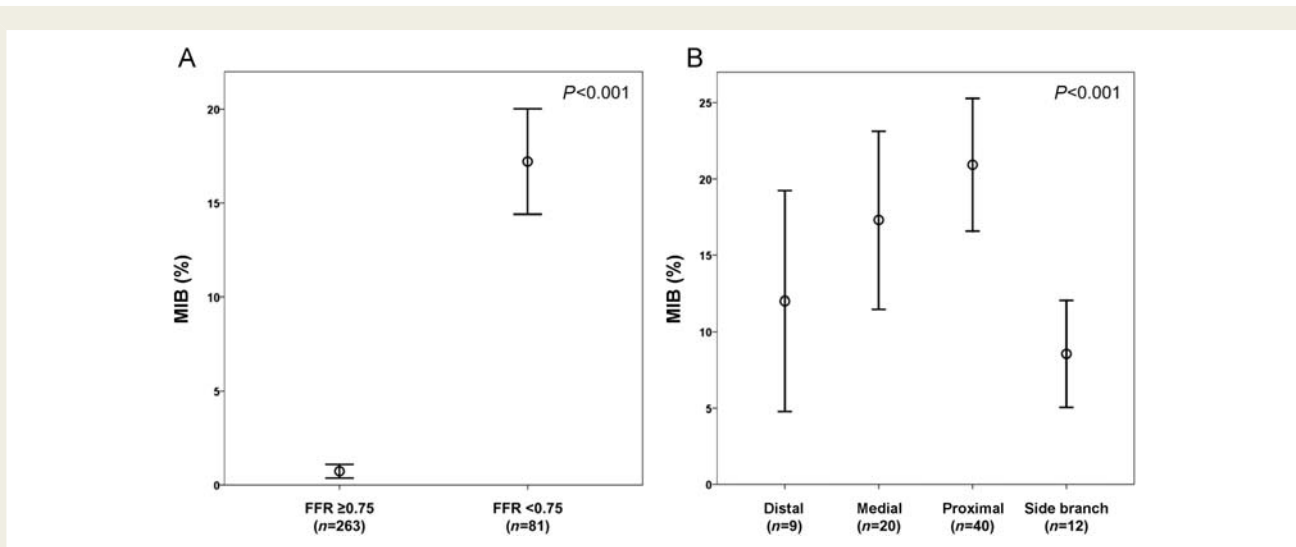 A
P<0.001
20
15
10
5
0
MIB (%)
FFR ≥0.75
(n=263)
FFR <0.75
(n=81)
B
P<0.001
25
20
15
10
5
0
MIB (%)
Distal
(n=9)
Medial
(n=20)
Proximal
(n=40)
Side branch
(n=12)